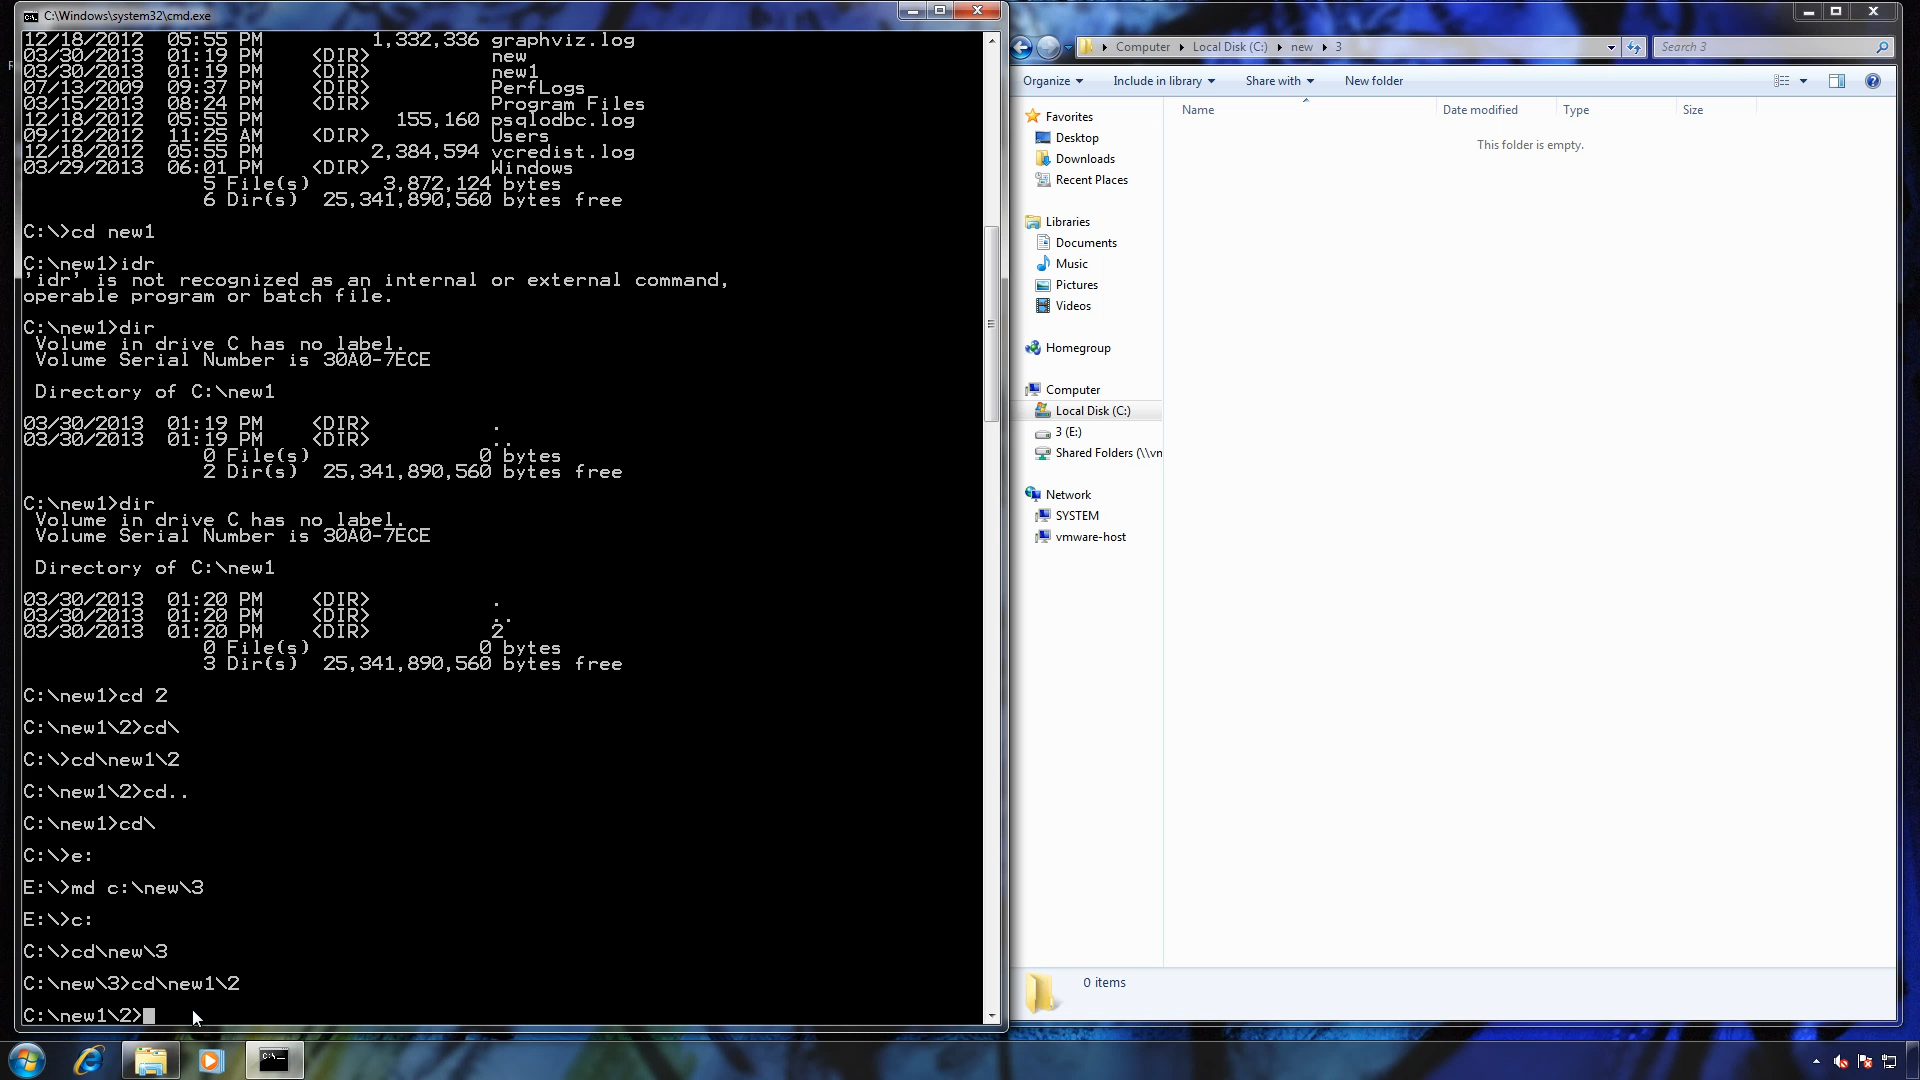 C:\Windows\system32\cmd.exe
12/18/2012  05:55 PM         1,332,336 graphviz.log
03/30/2013  01:19 PM    <DIR>          new
03/30/2013  01:19 PM    <DIR>          new1
07/13/2009  09:37 PM    <DIR>          PerfLogs
03/15/2013  08:24 PM    <DIR>          Program Files
12/18/2012  05:55 PM           155,160 psqlodbc.log
09/12/2012  11:25 AM    <DIR>          Users
12/18/2012  05:55 PM         2,384,594 vcredist.log
03/29/2013  06:01 PM    <DIR>          Windows
5 File(s)      3,872,124 bytes
6 Dir(s)  25,341,890,560 bytes free
C:\>cd new1
C:\new1>idr
'idr' is not recognized as an internal or external command,
operable program or batch file.
C:\new1>dir
Volume in drive C has no label.
Volume Serial Number is 30A0-7ECE
Directory of C:\new1
03/30/2013  01:19 PM    <DIR>          .
03/30/2013  01:19 PM    <DIR>          ..
0 File(s)              0 bytes
2 Dir(s)  25,341,890,560 bytes free
C:\new1>dir
Volume in drive C has no label.
Volume Serial Number is 30A0-7ECE
Directory of C:\new1
03/30/2013  01:20 PM    <DIR>          .
03/30/2013  01:20 PM    <DIR>          ..
03/30/2013  01:20 PM    <DIR>          2
0 File(s)              0 bytes
3 Dir(s)  25,341,890,560 bytes free
C:\new1>cd 2
C:\new1\2>cd\
C:\>cd\new1\2
C:\new1\2>cd..
C:\new1>cd\
C:\>e:
E:\>md c:\new\3
E:\>c:
C:\>cd\new\3
C:\new\3>cd\new1\2
C:\new1\2>
Computer Local Disk (C:) new 3
Search 3
Organize Include in library Share with New folder
Name Date modified Type Size
This folder is empty.
Favorites
Desktop
Downloads
Recent Places
Libraries
Documents
Music
Pictures
Videos
Homegroup
Computer
Local Disk (C:)
3 (E:)
Shared Folders (\\vm
Network
SYSTEM
vmware-host
0 items